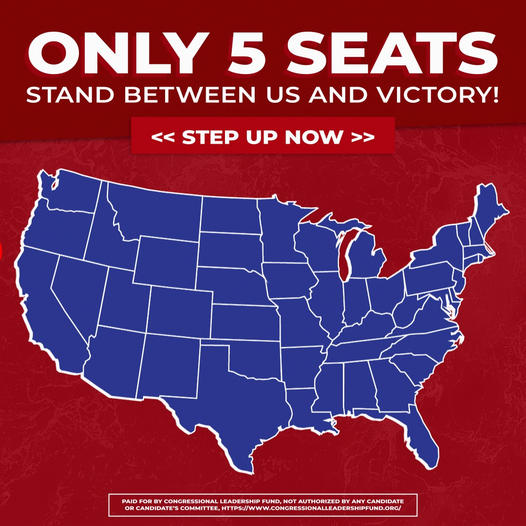 ONLY 5 SEATS
STAND BETWEEN US AND VICTORY!
<< STEP UP NOW >>
PAID FOR BY CONGRESSIONAL LEADERSHIP FUND, NOT AUTHORIZED BY ANY CANDIDATE
OR CANDIDATE'S COMMITTEE, HTTPS://WWW.CONGRESSIONALLEADERSHIPFUND.ORG/